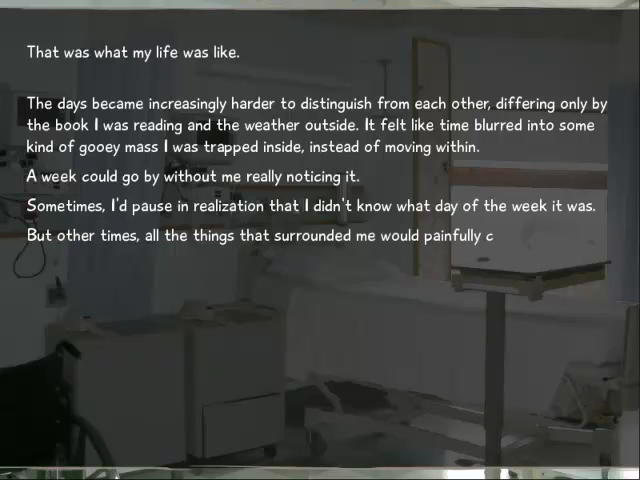 That was what my life was like.
The days became increasingly harder to distinguish from each other, differing only by
the book I was reading and the weather outside. It felt like time blurred into some
kind of gooey mass I was trapped inside, instead of moving within.
A week could go by without me really noticing it.
Sometimes, I'd pause in realization that I didn't know what day of the week it was.
But other times, all the things that surrounded me would painfully c